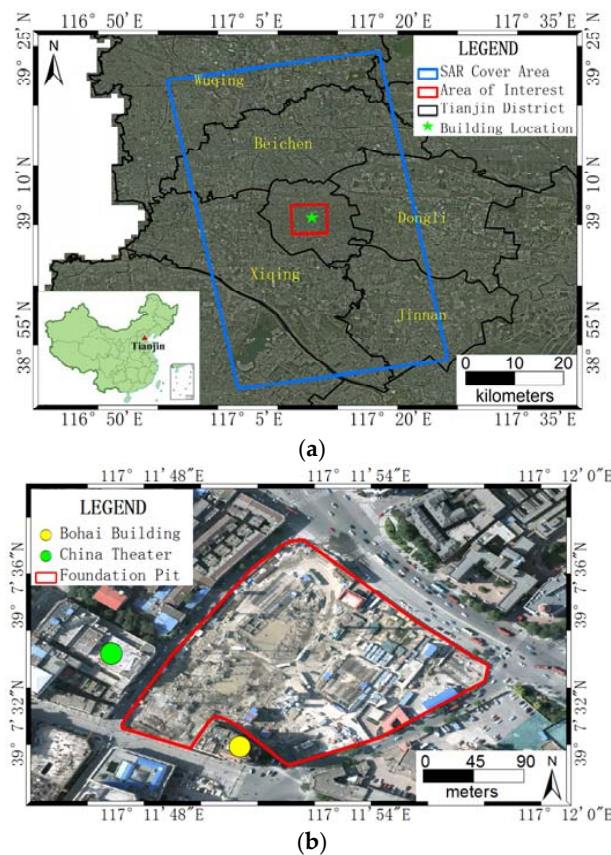 116° 50'E
117° 5'E
117° 20'E
117° 35'E
N
39° 25'N
39° 10'N
38° 55'N
LEGEND
SAR Cover Area
Area of Interest
Tianjin District
Building Location
Wuqing
Beichen
Dongli
Xiqing
Jinnan
Tianjin
0 10 20
kilometers
39° 25'N
39° 10'N
38° 55'N
116° 50'E
117° 5'E
117° 20'E
117° 35'E
(a)
117° 11'48"E
117° 11'54"E
117° 12'0"E
LEGEND
Bohai Building
China Theater
Foundation Pit
39° 7'36"N
39° 7'32"N
39° 7'36"N
39° 7'32"N
0 45 90
meters
N
117° 11'48"E
117° 11'54"E
117° 12'0"E
(b)